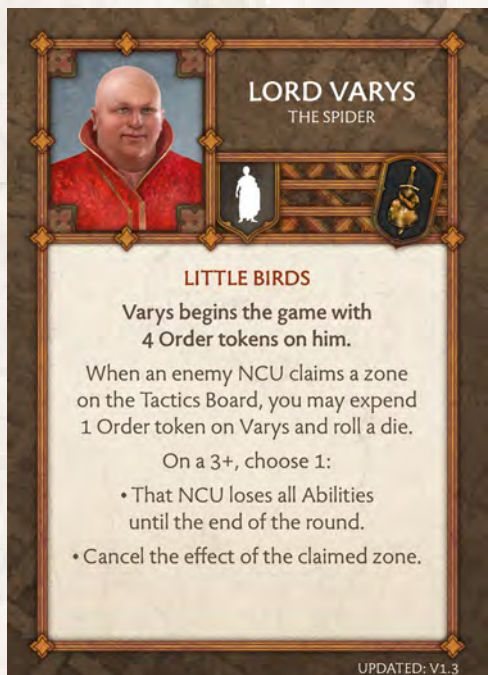 LORD VARYS
THE SPIDER
LITTLE BIRDS
Varys begins the game with
4 Order tokens on him.
When an enemy NCU claims a zone
on the Tactics Board, you may expend
1 Order token on Varys and roll a die.
On a 3+, choose 1:
• That NCU loses all Abilities
until the end of the round.
• Cancel the effect of the claimed zone.
UPDATED: V1.3